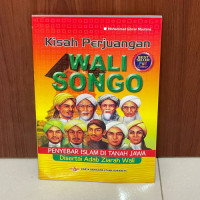 Kisah Perjuangan
WALI
SONGO
PENYEBAR ISLAM DI TANAH JAWA
Disertai Adab Ziarah Wali